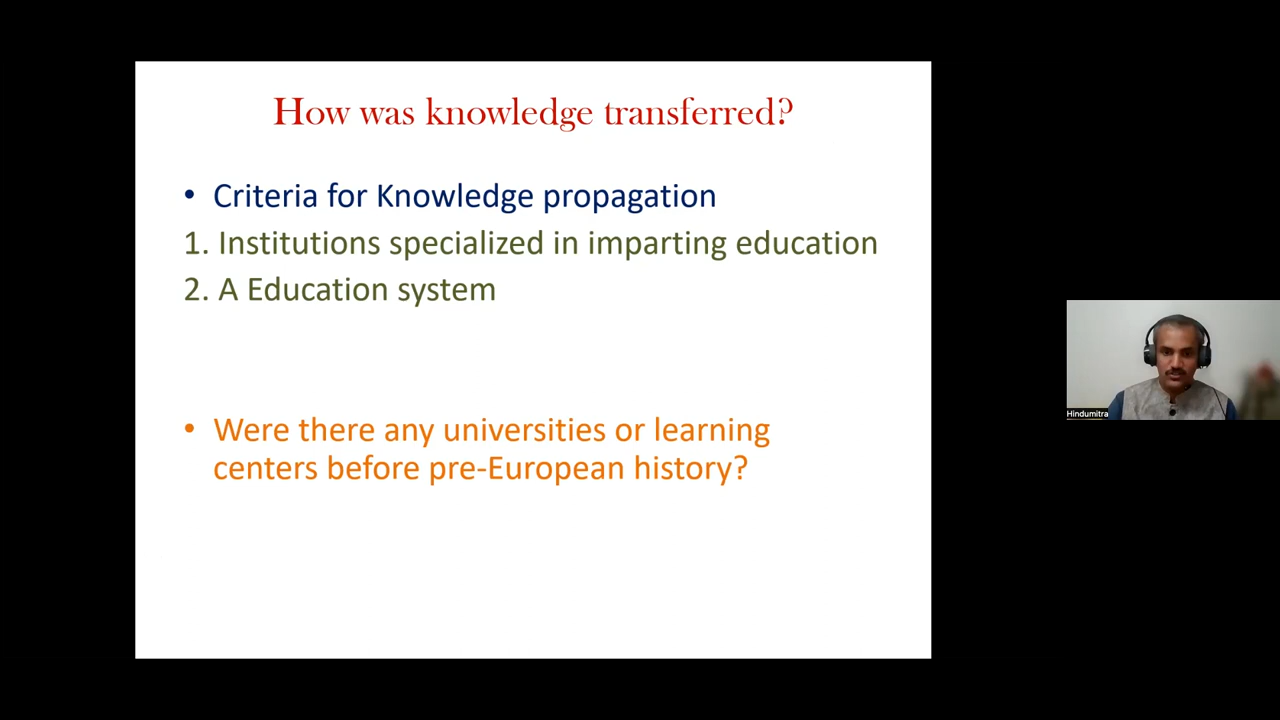 How was knowledge transferred?
• Criteria for Knowledge propagation
1. Institutions specialized in imparting education
2. A Education system
• Were there any universities or learning
centers before pre-European history?
Hindumitra